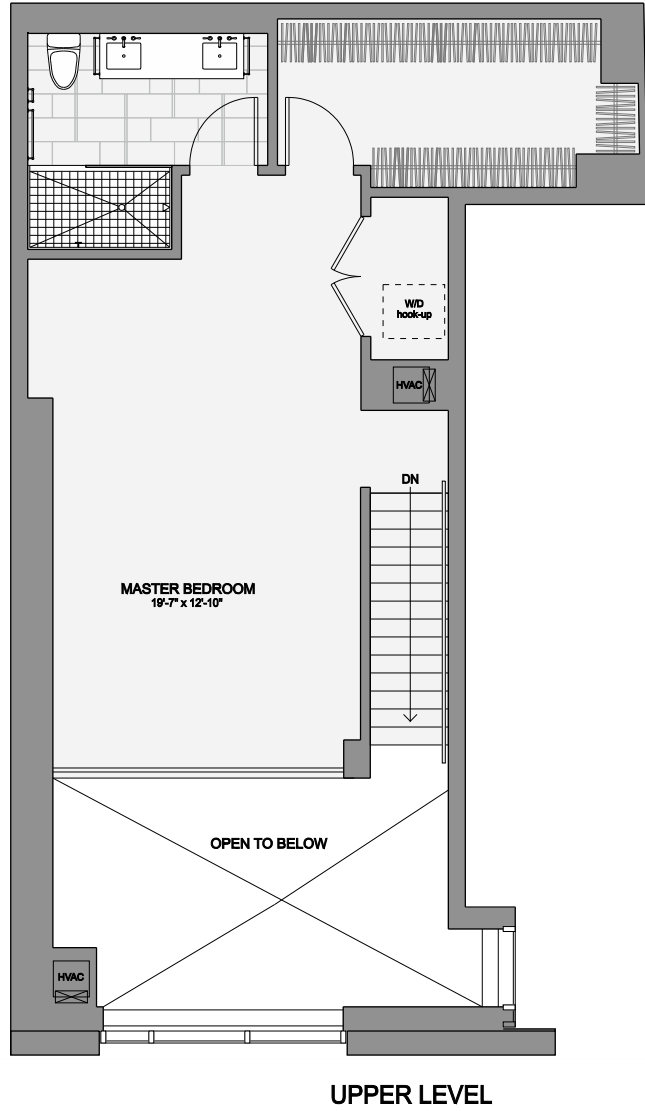 W/D
hook-up
HVAC
DN
MASTER BEDROOM
19'-7" x 12'-10"
OPEN TO BELOW
HVAC
UPPER LEVEL